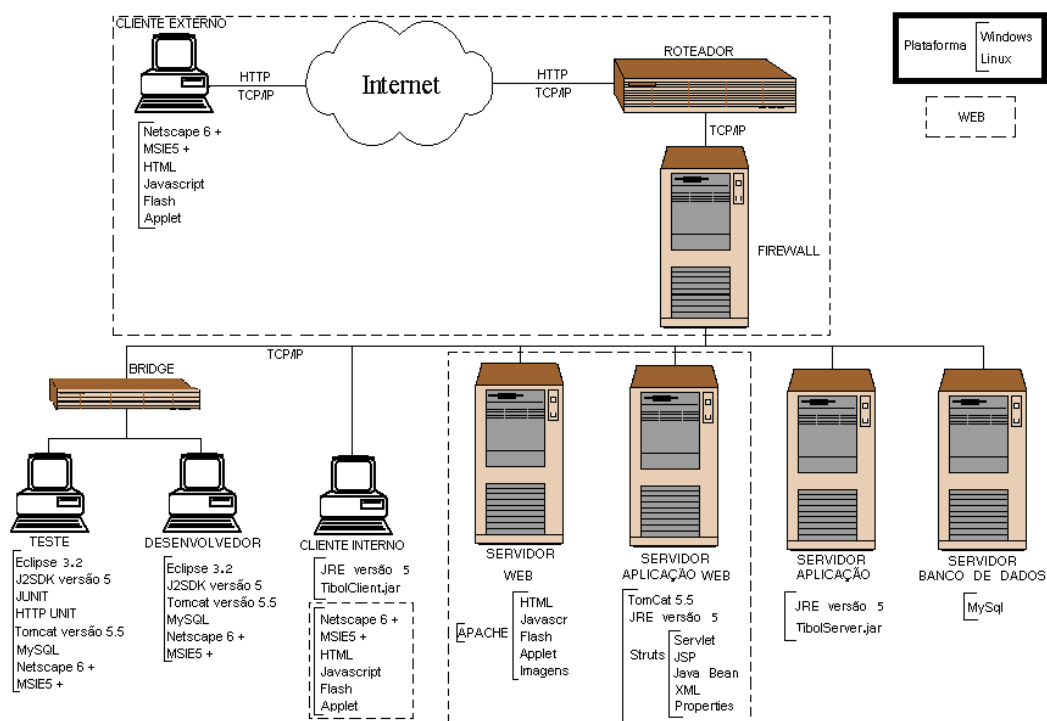 CLIENTE EXTERNO
HTTP
TCP/IP
Internet
HTTP
TCP/IP
ROTEADOR
Plataforma
Windows
Linux
WEB
TCP/IP
Netscape 6 +
MSIE5 +
HTML
Javascript
Flash
Applet
FIREWALL
TCP/IP
BRIDGE
TESTE
Eclipse 3.2
J2SDK versão 5
JUNIT
HTTP UNIT
Tomcat versão 5.5
MySQL
Netscape 6 +
MSIE5 +
DESENVOLVEDOR
Eclipse 3.2
J2SDK versão 5
Tomcat versão 5.5
MySQL
Netscape 6 +
MSIE5 +
CLIENTE INTERNO
JRE versão 5
TibolClient.jar
Netscape 6 +
MSIE5 +
HTML
Javascript
Flash
Applet
SERVIDOR
WEB
APACHE
HTML
Javascr
Flash
Applet
Imagens
SERVIDOR
APLICAÇÃO WEB
TomCat 5.5
JRE versão 5
Struts
Servlet
JSP
Java Bean
XML
Properties
SERVIDOR
APLICAÇÃO
JRE versão 5
TibolServer.jar
SERVIDOR
BANCO DE DADOS
MySql